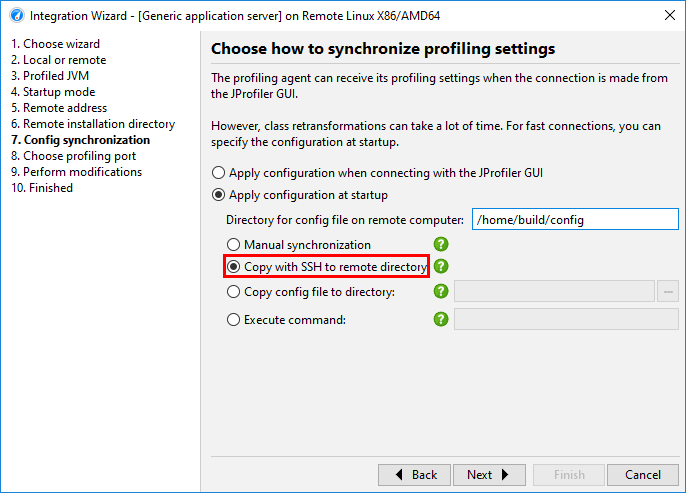 Integration Wizard - [Generic application server] on Remote Linux X86/AMD64
1. Choose wizard
2. Local or remote
3. Profiled JVM
4. Startup mode
5. Remote address
6. Remote installation directory
7. Config synchronization
8. Choose profiling port
9. Perform modifications
10. Finished
Choose how to synchronize profiling settings
The profiling agent can receive its profiling settings when the connection is made from
the JProfiler GUI.
However, class retransformations can take a lot of time. For fast connections, you can
specify the configuration at startup.
Apply configuration when connecting with the JProfiler GUI
Apply configuration at startup
Directory for config file on remote computer: /home/build/config
Manual synchronization ?
Copy with SSH to remote directory ?
Copy config file to directory: ? ...
Execute command: ?
Back Next Finish Cancel